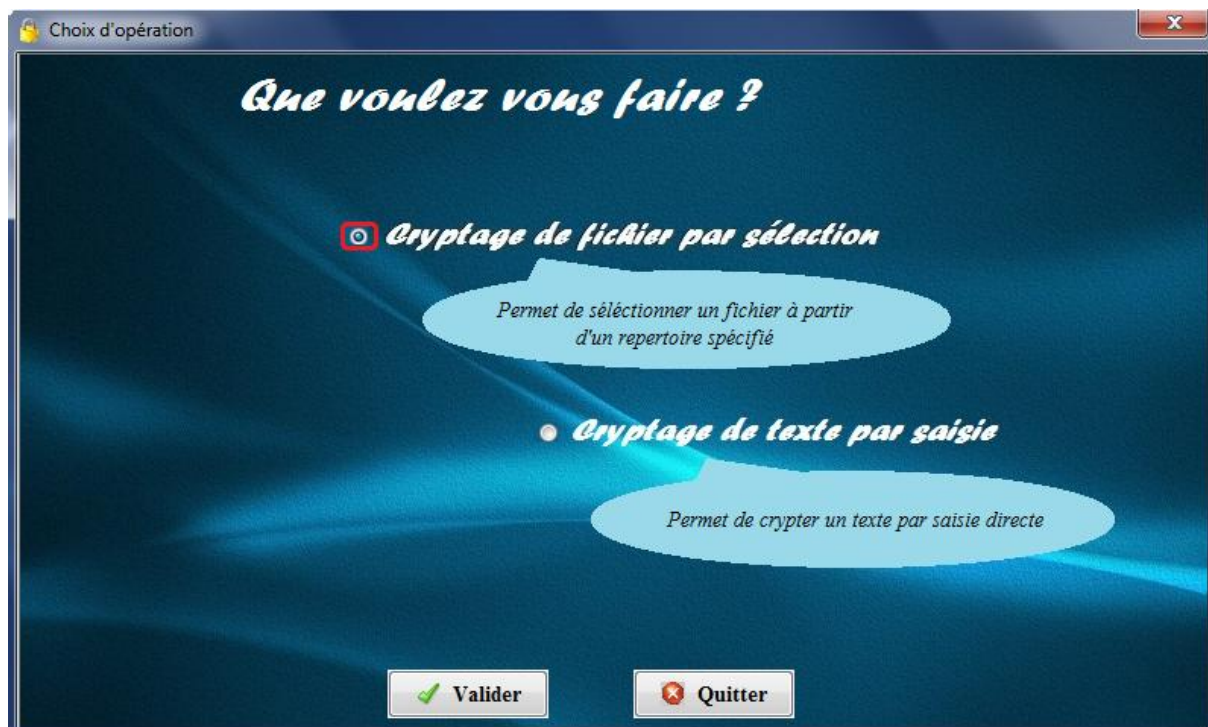 Choix d'opération
Que voulez vous faire ?
Cryptage de fichier par sélection
Permet de séléctionner un fichier à partir
d'un repertoire spécifié
Cryptage de texte par saisie
Permet de crypter un texte par saisie directe
Valider
Quitter